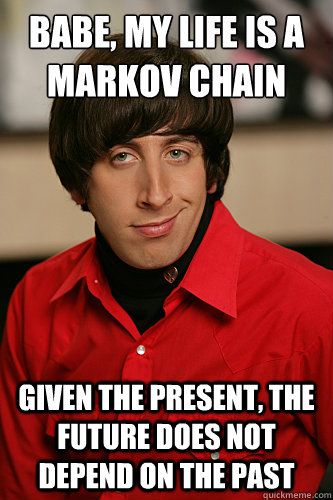 BABE, MY LIFE IS A
MARKOV CHAIN
GIVEN THE PRESENT, THE
FUTURE DOES NOT
DEPEND ON THE PAST
quickmeme.com